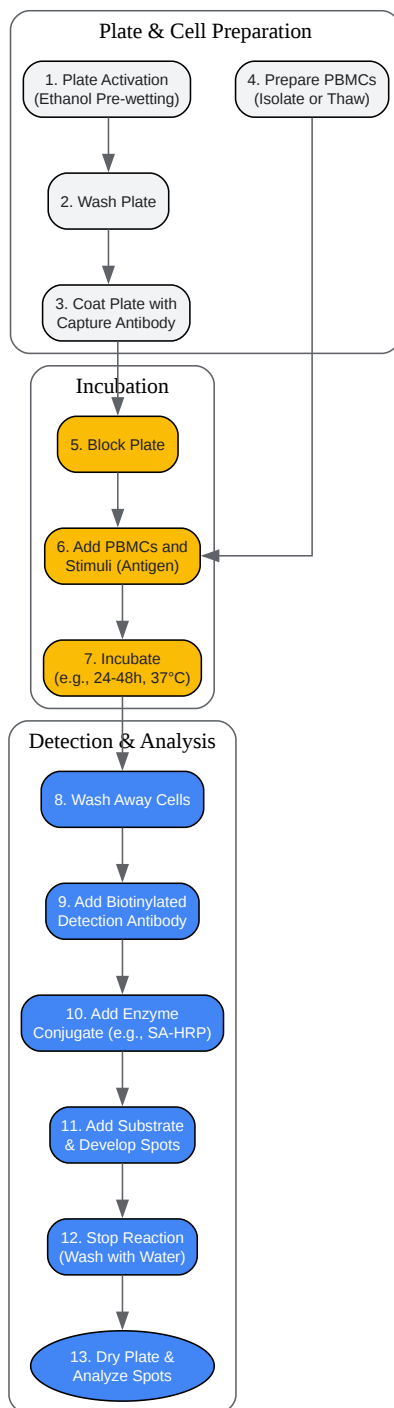 Plate & Cell Preparation
1. Plate Activation
(Ethanol Pre-wetting)
4. Prepare PBMCs
(Isolate or Thaw)
2. Wash Plate
3. Coat Plate with
Capture Antibody
Incubation
5. Block Plate
6. Add PBMCs and
Stimuli (Antigen)
7. Incubate
(e.g., 24-48h, 37°C)
Detection & Analysis
8. Wash Away Cells
9. Add Biotinylated
Detection Antibody
10. Add Enzyme
Conjugate (e.g., SA-HRP)
11. Add Substrate
& Develop Spots
12. Stop Reaction
(Wash with Water)
13. Dry Plate &
Analyze Spots